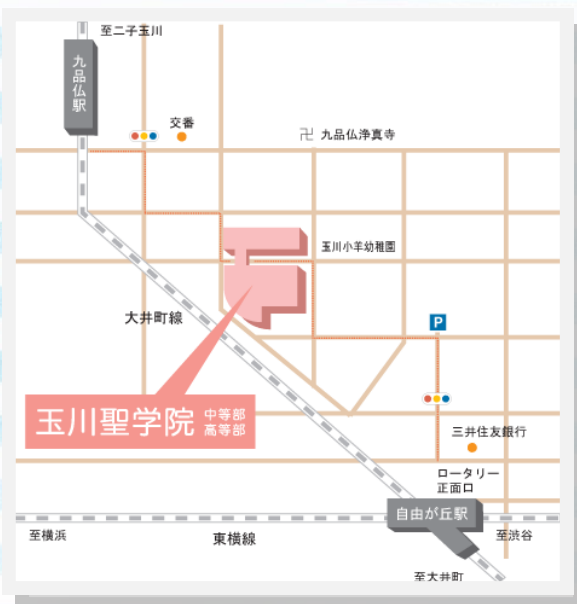 至二子玉川
九品仏駅
交番
卍 九品仏浄真寺
玉川小羊幼稚園
大井町線
P
玉川聖学院 中等部
高等部
三井住友銀行
ロータリー
正面口
自由が丘駅
至横浜
東横線
至渋谷
至大井町